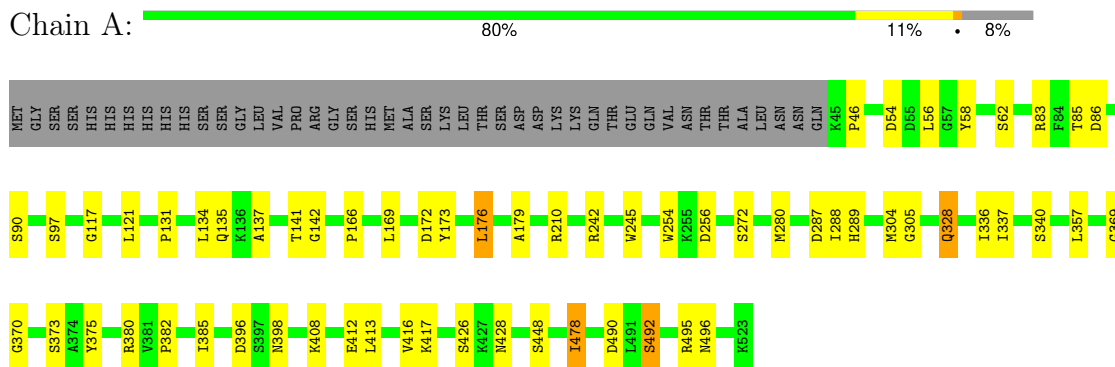 Chain A:
80% 11% • 8%
MET GLY SER SER HIS HIS HIS HIS HIS HIS SER SER GLY LEU VAL PRO ARG GLY SER HIS MET ALA SER LYS LEU THR SER ASP ASP LYS LYS GLN THR GLU GLN VAL ASN THR THR ALA LEU ASN ASN GLN K45 P46 D54 D55 L56 G57 Y58 S62 R83 F84 T85 D86
S90 S97 G117 L121 P131 L134 Q135 K136 A137 T141 G142 P166 L169 D172 Y173 L176 A179 R210 R242 W245 W254 K255 D256 S272 M280 D287 I288 H289 M304 G305 Q328 I336 I337 S340 L357 G369
G370 S373 A374 Y375 R380 V381 P382 I385 D396 S397 N398 K408 E412 L413 V416 K417 S426 K427 N428 S448 I478 D490 L491 S492 R495 N496 K523